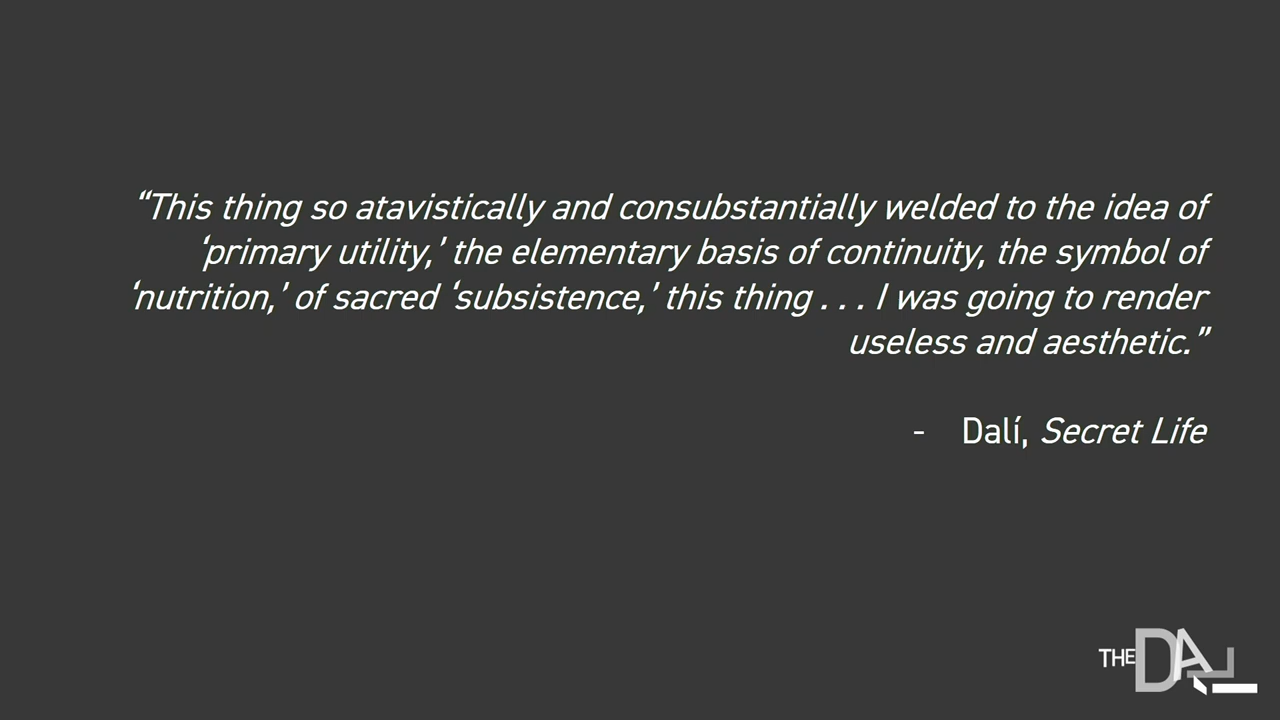 “This thing so atavistically and consubstantially welded to the idea of
‘primary utility,’ the elementary basis of continuity, the symbol of
‘nutrition,’ of sacred ‘subsistence,’ this thing . . . I was going to render
useless and aesthetic.”
- Dalí, Secret Life
THE DALÍ